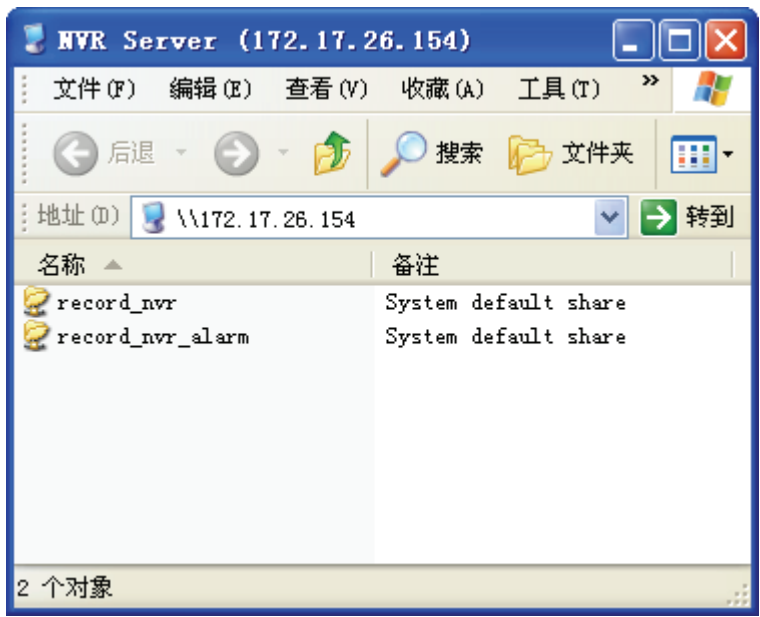 NVR Server (172.17.26.154)
文件(F) 编辑(E) 查看(V) 收藏(A) 工具(T) »
后退 搜索 文件夹
地址(D) \\172.17.26.154 转到
名称 备注
record_nvr System default share
record_nvr_alarm System default share
2 个对象